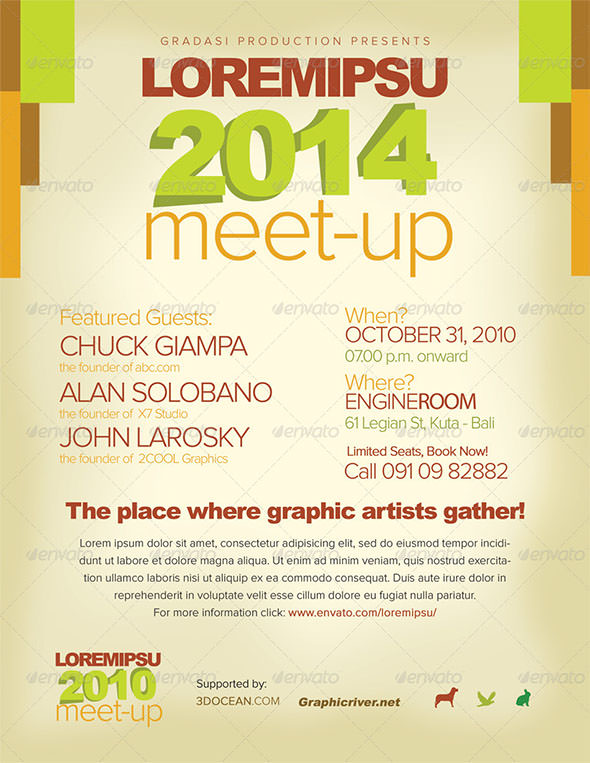 GRADASI PRODUCTION PRESENTS
LOREMIPSU
2014
meet-up
Featured Guests:
CHUCK GIAMPA
the founder of abc.com
ALAN SOLOBANO
the founder of X7 Studio
JOHN LAROSKY
the founder of 2COOL Graphics
When?
OCTOBER 31, 2010
07.00 p.m. onward
Where?
ENGINEROOM
61 Legian St, Kuta - Bali
Limited Seats, Book Now!
Call 091 09 82882
The place where graphic artists gather!
Lorem ipsum dolor sit amet, consectetur adipisicing elit, sed do eiusmod tempor incidi-
dunt ut labore et dolore magna aliqua. Ut enim ad minim veniam, quis nostrud exercita-
tion ullamco laboris nisi ut aliquip ex ea commodo consequat. Duis aute irure dolor in
reprehenderit in voluptate velit esse cillum dolore eu fugiat nulla pariatur.
For more information click: www.envato.com/loremipsu/
LOREMIPSU
2010
meet-up
Supported by:
3DOCEAN.COM
Graphicriver.net
envato